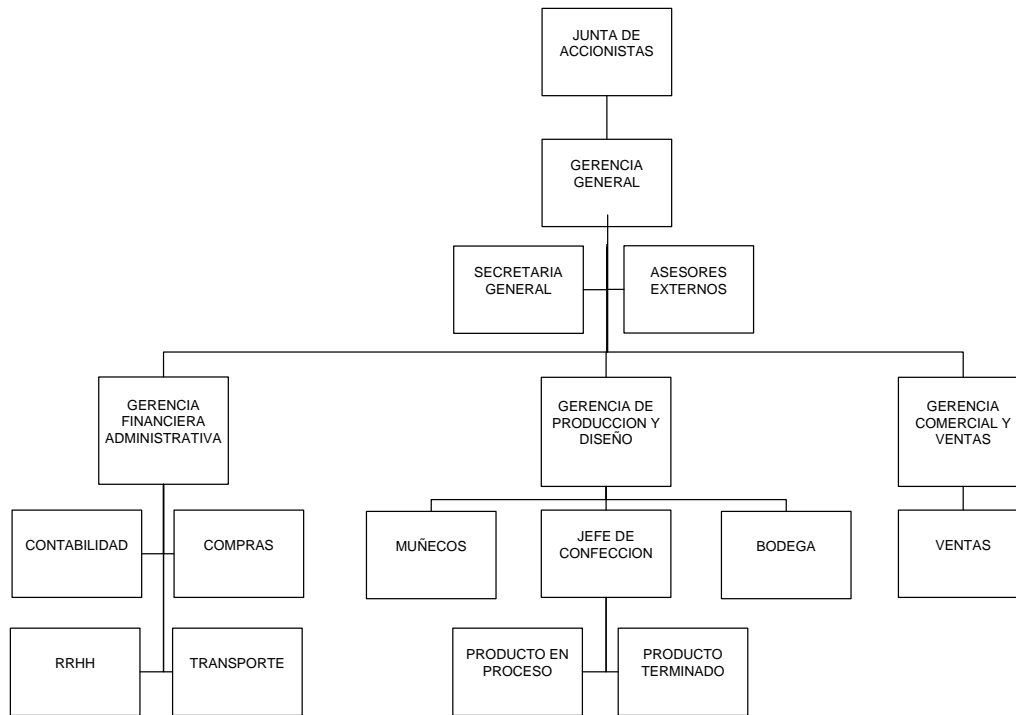 JUNTA DE
ACCIONISTAS
GERENCIA
GENERAL
SECRETARIA
GENERAL
ASESORES
EXTERNOS
GERENCIA
FINANCIERA
ADMINISTRATIVA
GERENCIA DE
PRODUCCION Y
DISEÑO
GERENCIA
COMERCIAL Y
VENTAS
CONTABILIDAD
COMPRAS
MUÑECOS
JEFE DE
CONFECCION
BODEGA
VENTAS
RRHH
TRANSPORTE
PRODUCTO EN
PROCESO
PRODUCTO
TERMINADO